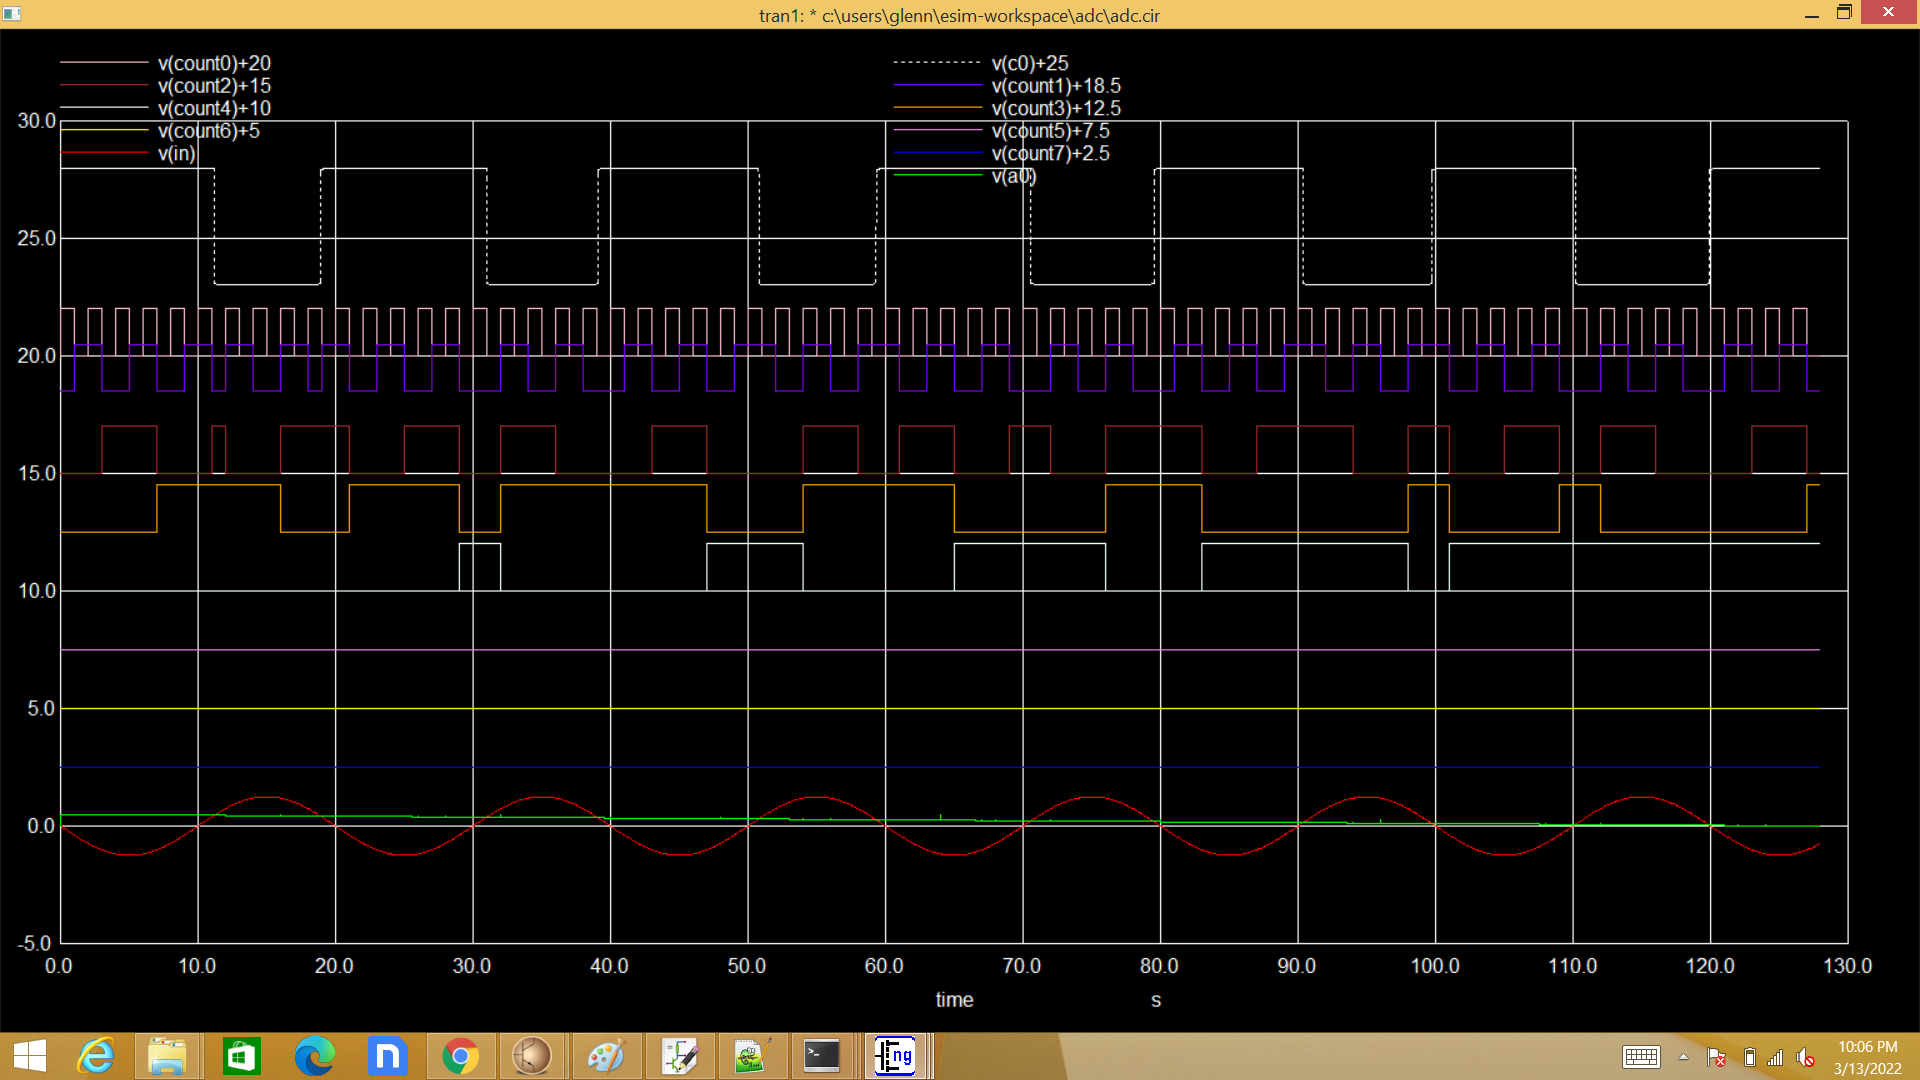 tran1: * c:\users\glenn\esim-workspace\adc\adc.cir
v(count0)+20
v(count2)+15
v(count4)+10
v(count6)+5
v(in)
v(c0)+25
v(count1)+18.5
v(count3)+12.5
v(count5)+7.5
v(count7)+2.5
v(a0)
30.0
25.0
20.0
15.0
10.0
5.0
0.0
-5.0
0.0 10.0 20.0 30.0 40.0 50.0 60.0 70.0 80.0 90.0 100.0 110.0 120.0 130.0
time s
ng
10:06 PM
3/13/2022